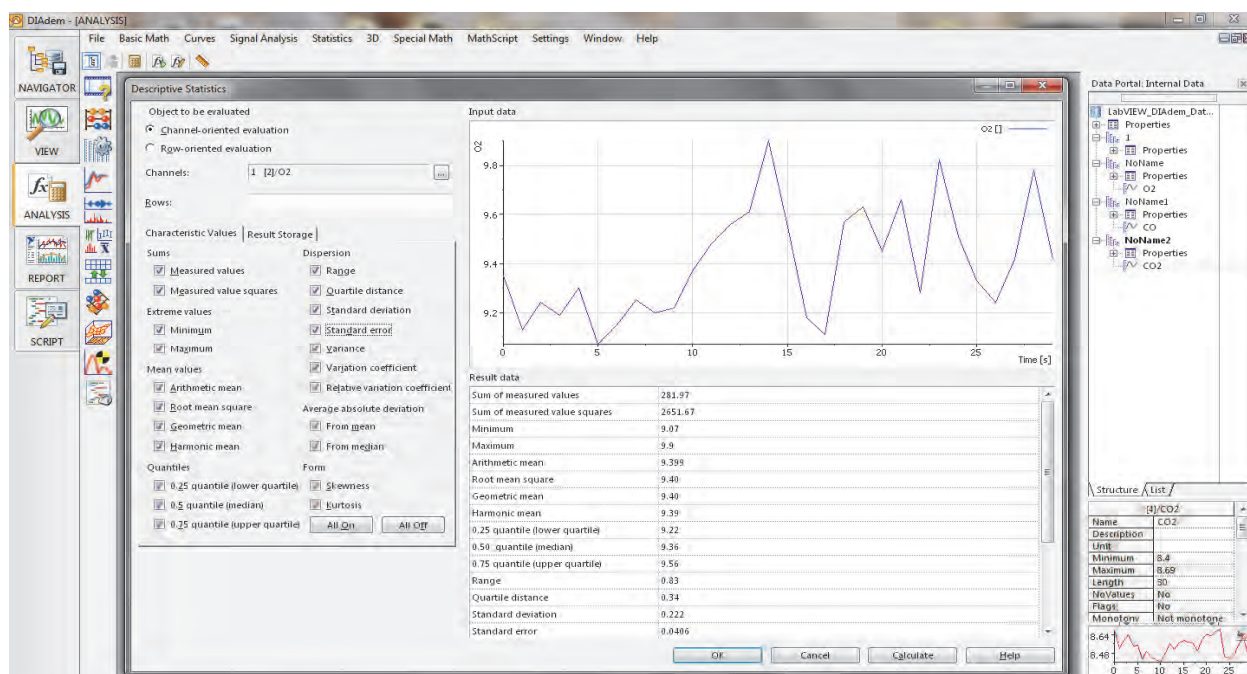 DIAdem - [ANALYSIS]
File Basic Math Curves Signal Analysis Statistics 3D Special Math MathScript Settings Window Help
NAVIGATOR
VIEW
ANALYSIS
REPORT
SCRIPT
Descriptive Statistics
Object to be evaluated
Channel-oriented evaluation
Row-oriented evaluation
Channels: 1 [2]/O2 ...
Rows:
Characteristic Values Result Storage
Sums
Measured values
Measured value squares
Extreme values
Minimum
Maximum
Mean values
Arithmetic mean
Root mean square
Geometric mean
Harmonic mean
Quantiles
0.25 quantile (lower quartile)
0.5 quantile (median)
0.25 quantile (upper quartile)
Dispersion
Range
Quartile distance
Standard deviation
Standard error
Variance
Variation coefficient
Relative variation coefficient
Average absolute deviation
From mean
From median
Form
Skewness
Kurtosis
All On All Off
Input data
O2 []
O2
9.8
9.6
9.4
9.2
0 5 10 15 20 25
Time [s]
Result data
Sum of measured values 281.97
Sum of measured value squares 2651.67
Minimum 9.07
Maximum 9.9
Arithmetic mean 9.399
Root mean square 9.40
Geometric mean 9.40
Harmonic mean 9.39
0.25 quantile (lower quartile) 9.22
0.50 quantile (median) 9.36
0.75 quantile (upper quartile) 9.56
Range 0.83
Quartile distance 0.34
Standard deviation 0.222
Standard error 0.0406
OK Cancel Calculate Help
Data Portal: Internal Data
LabVIEW_DIAdem_Dat...
Properties
1
Properties
NoName
Properties
O2
NoName1
Properties
CO
NoName2
Properties
CO2
Structure List
[4]/CO2
Name CO2
Description
Unit
Minimum 8.4
Maximum 8.69
Length 30
NoValues No
Flags No
Monotony Not monotone
8.64
8.48
0 5 10 15 20 25